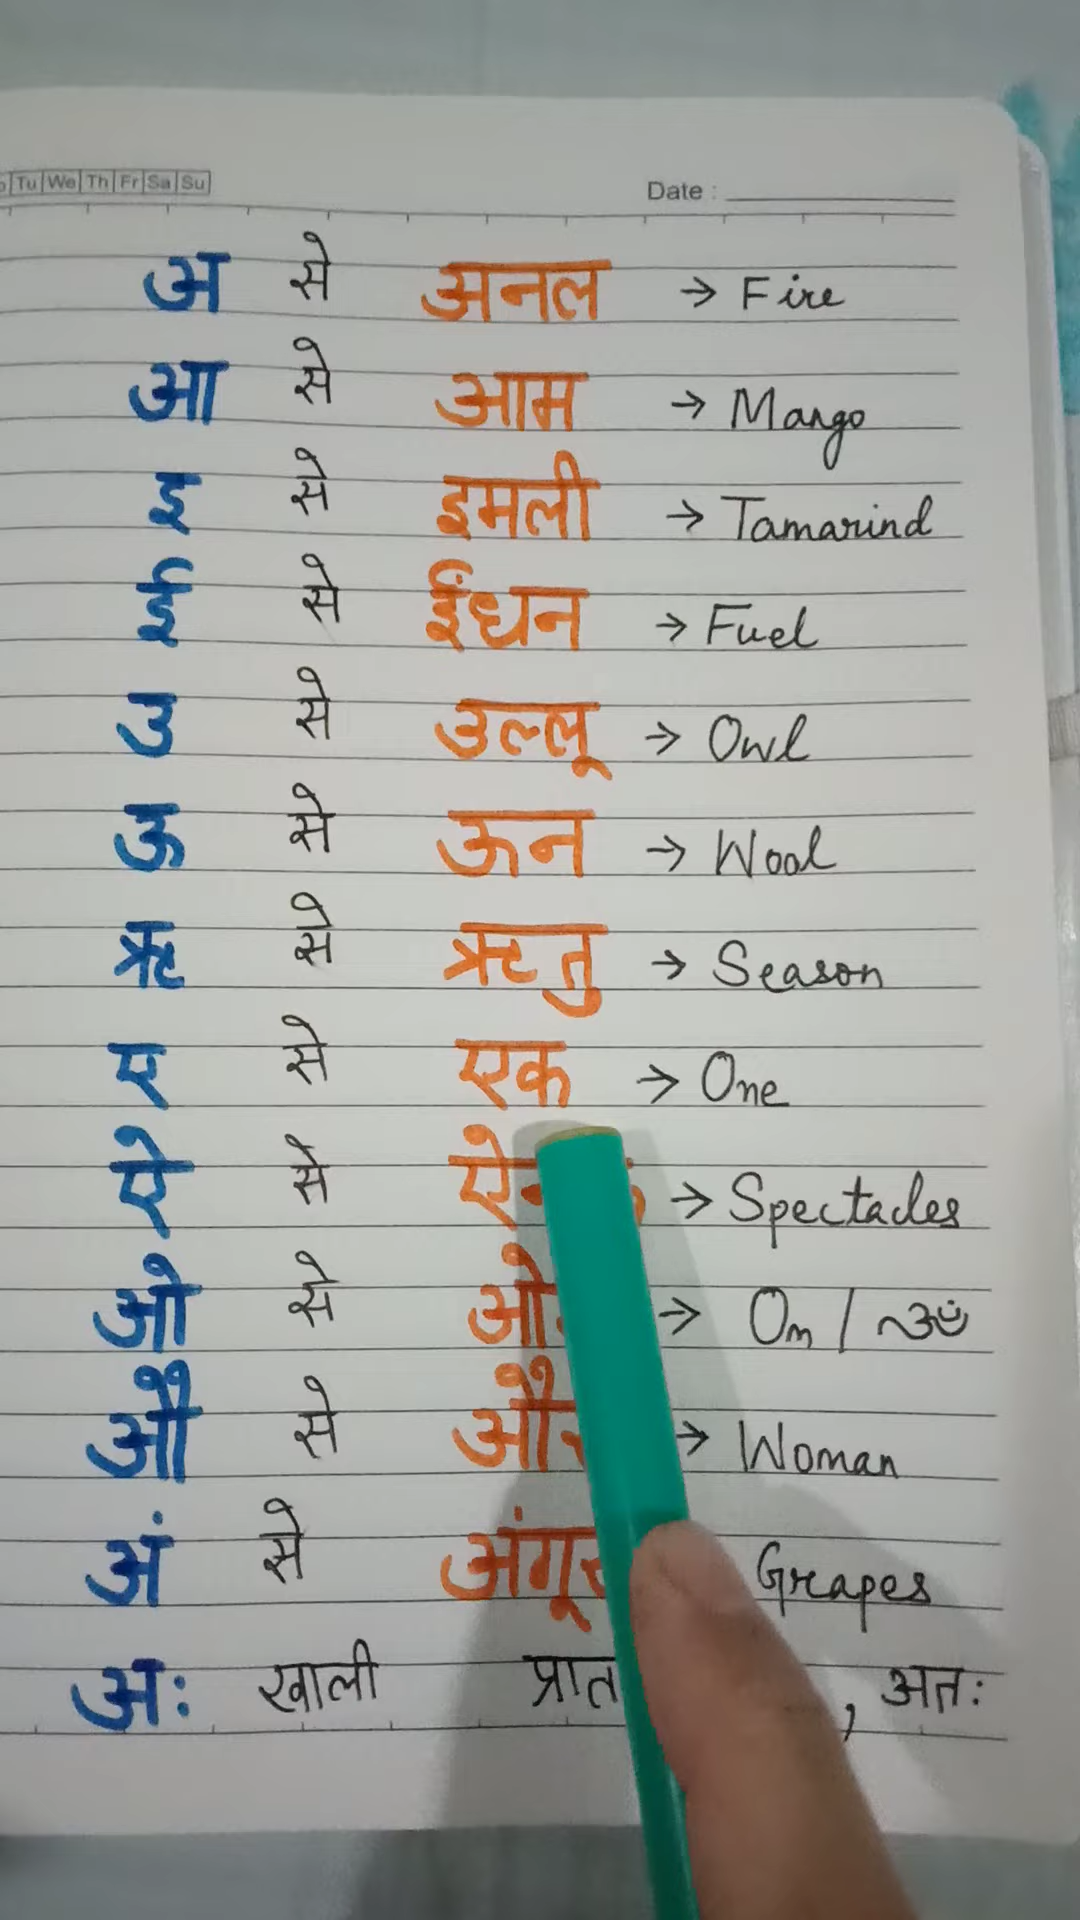 Tu We Th Fr Sa Su Date :
अ से अनल → Fire
आ से आम → Mango
इ से इमली → Tamarind
ई से ईंधन → Fuel
उ से उल्लू → Owl
ऊ से ऊन → Wool
ऋ से ऋतु → Season
ए से एक → One
ऐ से → Spectacles
ओ से → Om / ॐ
औ से → Woman
अं से अंगूर Grapes
अः खाली , अतः